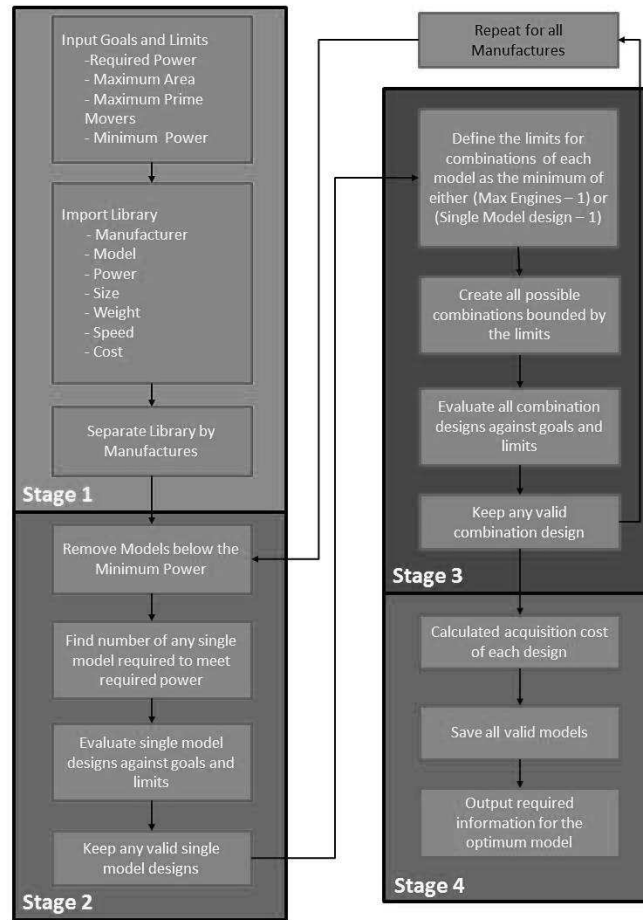 Input Goals and Limits
-Required Power
- Maximum Area
- Maximum Prime
Movers
- Minimum Power
Import Library
- Manufacturer
- Model
- Power
- Size
- Weight
- Speed
- Cost
Separate Library by
Manufactures
Stage 1
Remove Models below the
Minimum Power
Find number of any single
model required to meet
required power
Evaluate single model
designs against goals and
limits
Keep any valid single
model designs
Stage 2
Repeat for all
Manufactures
Define the limits for
combinations of each
model as the minimum of
either (Max Engines – 1) or
(Single Model design – 1)
Create all possible
combinations bounded by
the limits
Evaluate all combination
designs against goals and
limits
Keep any valid
combination design
Stage 3
Calculated acquisition cost
of each design
Save all valid models
Output required
information for the
optimum model
Stage 4